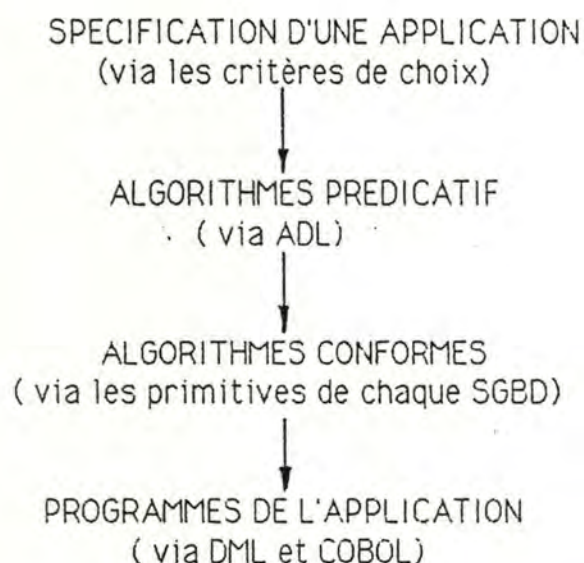 SPECIFICATION D'UNE APPLICATION
(via les critères de choix)
ALGORITHMES PREDICATIF
( via ADL)
ALGORITHMES CONFORMES
( via les primitives de chaque SGBD)
PROGRAMMES DE L'APPLICATION
( via DML et COBOL)